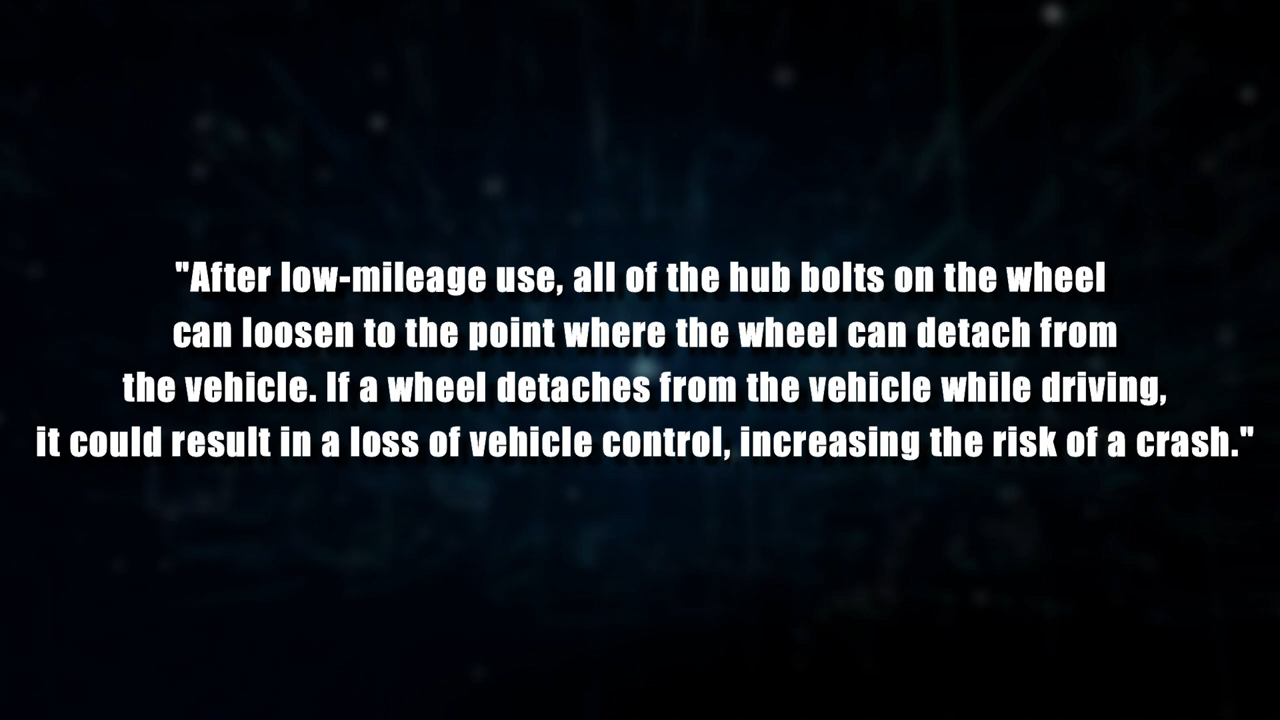 "After low-mileage use, all of the hub bolts on the wheel
can loosen to the point where the wheel can detach from
the vehicle. If a wheel detaches from the vehicle while driving,
it could result in a loss of vehicle control, increasing the risk of a crash."